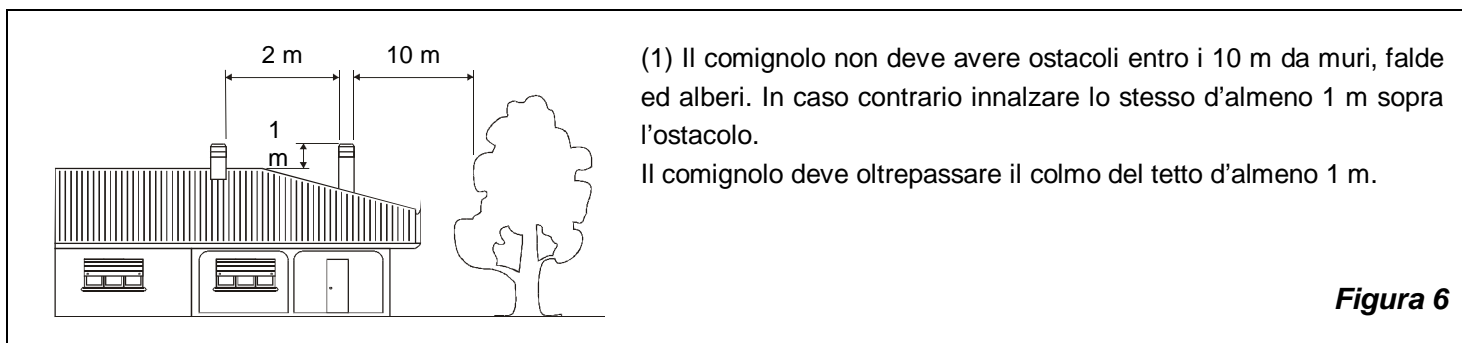 2 m
10 m
1
m
(1) Il comignolo non deve avere ostacoli entro i 10 m da muri, falde
ed alberi. In caso contrario innalzare lo stesso d’almeno 1 m sopra
l’ostacolo.
Il comignolo deve oltrepassare il colmo del tetto d’almeno 1 m.
Figura 6